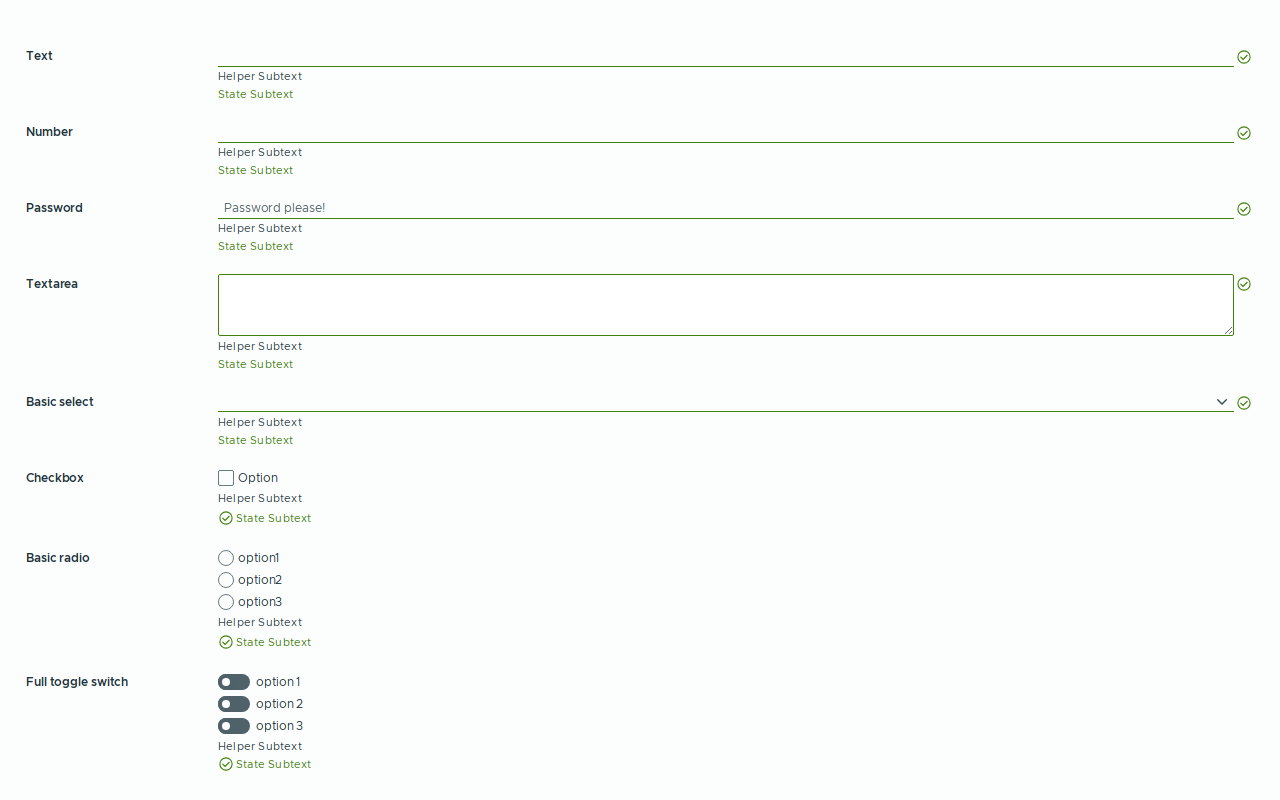 Text
Helper Subtext
State Subtext
Number
Helper Subtext
State Subtext
Password
Password please!
Helper Subtext
State Subtext
Textarea
Helper Subtext
State Subtext
Basic select
Helper Subtext
State Subtext
Checkbox
Option
Helper Subtext
State Subtext
Basic radio
option1
option2
option3
Helper Subtext
State Subtext
Full toggle switch
option 1
option 2
option 3
Helper Subtext
State Subtext